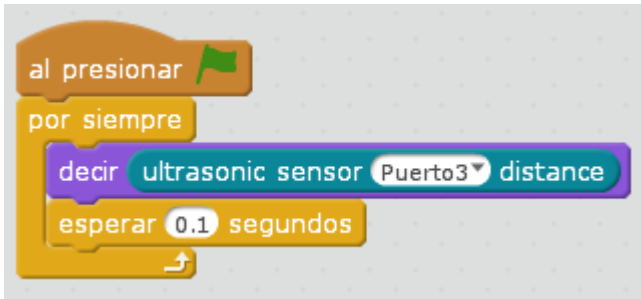 al presionar
por siempre
decir ultrasonic sensor Puerto3 distance
esperar 0.1 segundos